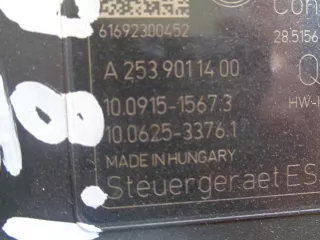 61692300452
Con
28.5156
A 253 901 14 00
Q
10.0915-1567.3
HW-
10.0625-3376.1
MADE IN HUNGARY
Steuergeraet ES